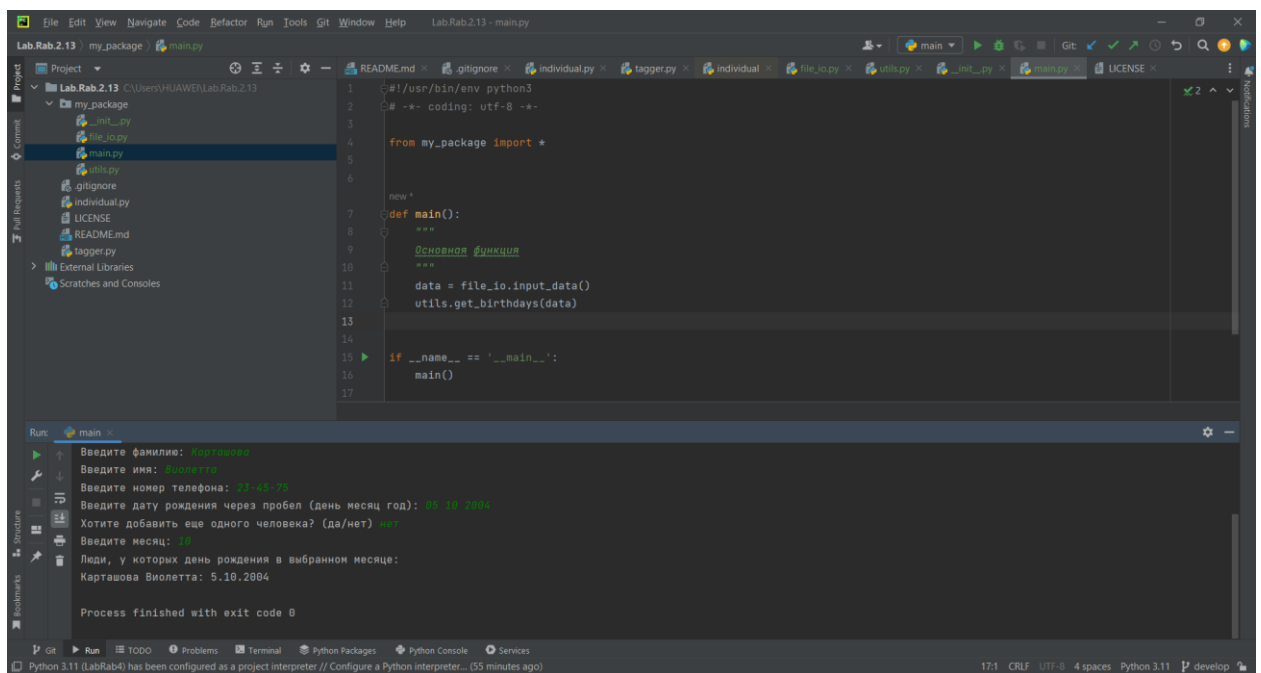 File Edit View Navigate Code Refactor Run Tools Git Window Help Lab.Rab.2.13 - main.py
Lab.Rab.2.13 my_package main.py
main Git:
Project
README.md .gitignore individual.py tagger.py individual file_io.py utils.py __init__.py main.py LICENSE
Project
Commit
Pull Requests
Lab.Rab.2.13 C:\Users\HUAWEI\Lab.Rab.2.13
my_package
__init__.py
file_io.py
main.py
utils.py
.gitignore
individual.py
LICENSE
README.md
tagger.py
External Libraries
Scratches and Consoles
1 #!/usr/bin/env python3
2 # -*- coding: utf-8 -*-
3
4 from my_package import *
5
6
new *
7 def main():
8 """
9 Основная функция
10 """
11 data = file_io.input_data()
12 utils.get_birthdays(data)
13
14
15 if __name__ == '__main__':
16 main()
17
2
Notifications
Run: main
Введите фамилию: Карташова
Введите имя: Виолетта
Введите номер телефона: 23-45-75
Введите дату рождения через пробел (день месяц год): 05 10 2004
Хотите добавить еще одного человека? (да/нет) нет
Введите месяц: 10
Люди, у которых день рождения в выбранном месяце:
Карташова Виолетта: 5.10.2004
Process finished with exit code 0
Structure
Bookmarks
Git Run TODO Problems Terminal Python Packages Python Console Services
Python 3.11 (LabRab4) has been configured as a project interpreter // Configure a Python interpreter... (55 minutes ago) 17:1 CRLF UTF-8 4 spaces Python 3.11 develop